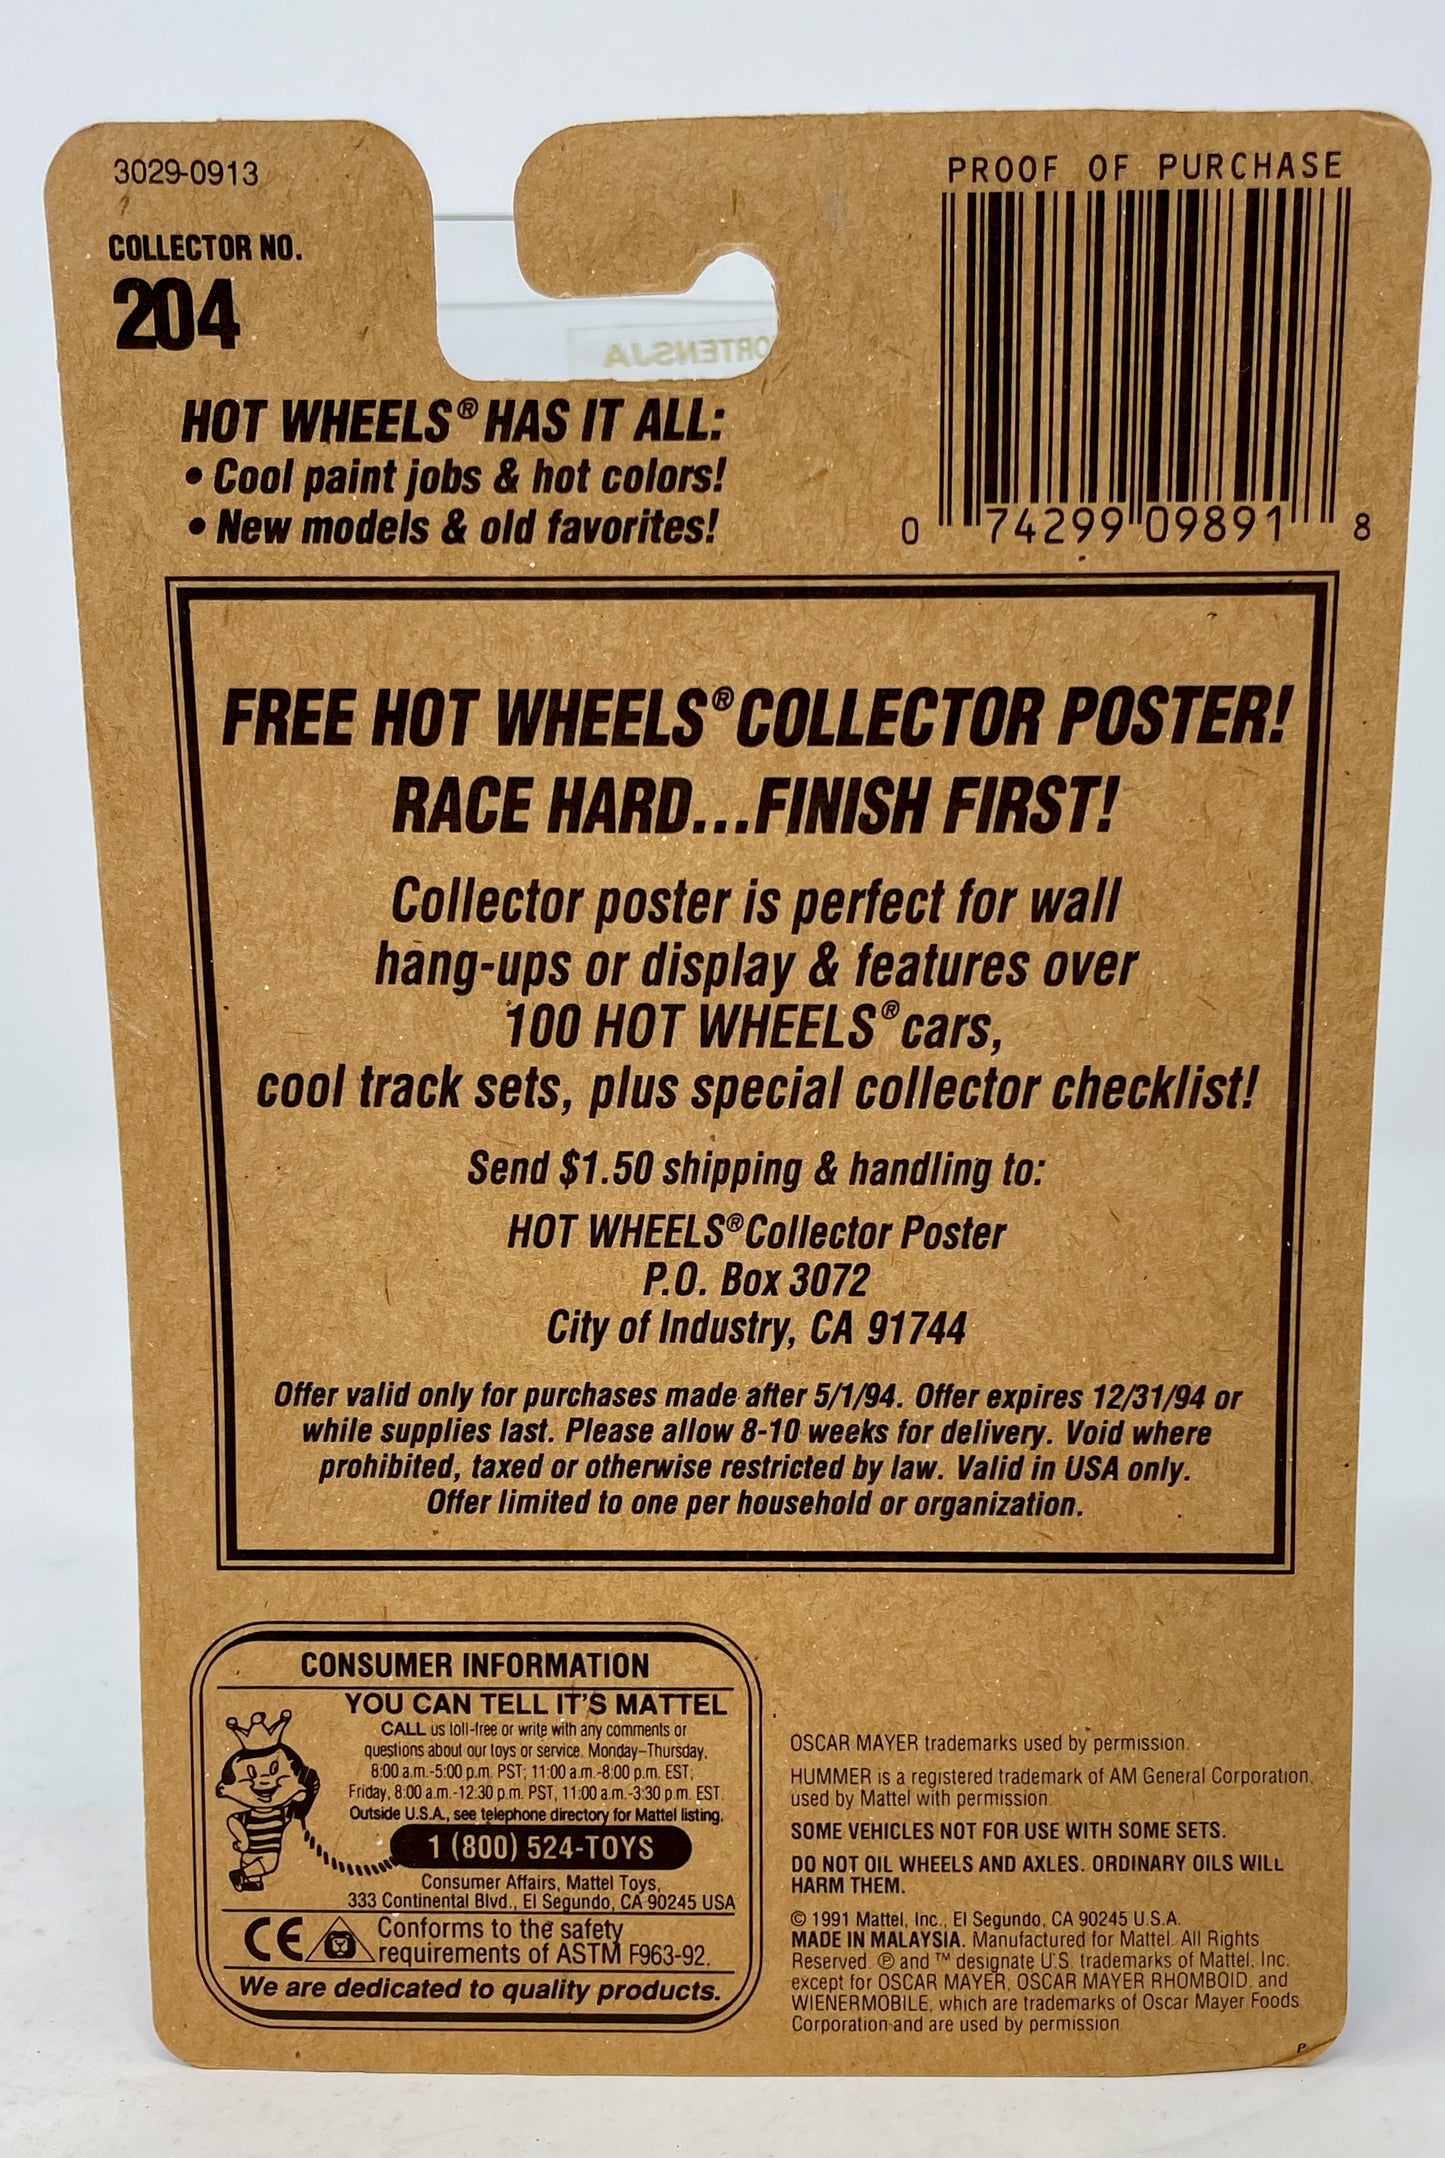 3029-0913
COLLECTOR NO.
204
PROOF OF PURCHASE
0 74299 09891 8
HOT WHEELS® HAS IT ALL:
• Cool paint jobs & hot colors!
• New models & old favorites!
FREE HOT WHEELS® COLLECTOR POSTER!
RACE HARD...FINISH FIRST!
Collector poster is perfect for wall
hang-ups or display & features over
100 HOT WHEELS® cars,
cool track sets, plus special collector checklist!
Send $1.50 shipping & handling to:
HOT WHEELS® Collector Poster
P.O. Box 3072
City of Industry, CA 91744
Offer valid only for purchases made after 5/1/94. Offer expires 12/31/94 or
while supplies last. Please allow 8-10 weeks for delivery. Void where
prohibited, taxed or otherwise restricted by law. Valid in USA only.
Offer limited to one per household or organization.
CONSUMER INFORMATION
YOU CAN TELL IT'S MATTEL
CALL us toll-free or write with any comments or
questions about our toys or service. Monday–Thursday,
8:00 a.m.-5:00 p.m. PST; 11:00 a.m.-8:00 p.m. EST;
Friday, 8:00 a.m.-12:30 p.m. PST, 11:00 a.m.-3:30 p.m. EST.
Outside U.S.A., see telephone directory for Mattel listing.
1 (800) 524-TOYS
Consumer Affairs, Mattel Toys,
333 Continental Blvd., El Segundo, CA 90245 USA
CE Conforms to the safety
requirements of ASTM F963-92.
We are dedicated to quality products.
OSCAR MAYER trademarks used by permission.
HUMMER is a registered trademark of AM General Corporation,
used by Mattel with permission.
SOME VEHICLES NOT FOR USE WITH SOME SETS.
DO NOT OIL WHEELS AND AXLES. ORDINARY OILS WILL
HARM THEM.
© 1991 Mattel, Inc., El Segundo, CA 90245 U.S.A.
MADE IN MALAYSIA. Manufactured for Mattel. All Rights
Reserved. ℗ and ™ designate U.S. trademarks of Mattel, Inc.
except for OSCAR MAYER, OSCAR MAYER RHOMBOID, and
WIENERMOBILE, which are trademarks of Oscar Mayer Foods
Corporation and are used by permission.
P